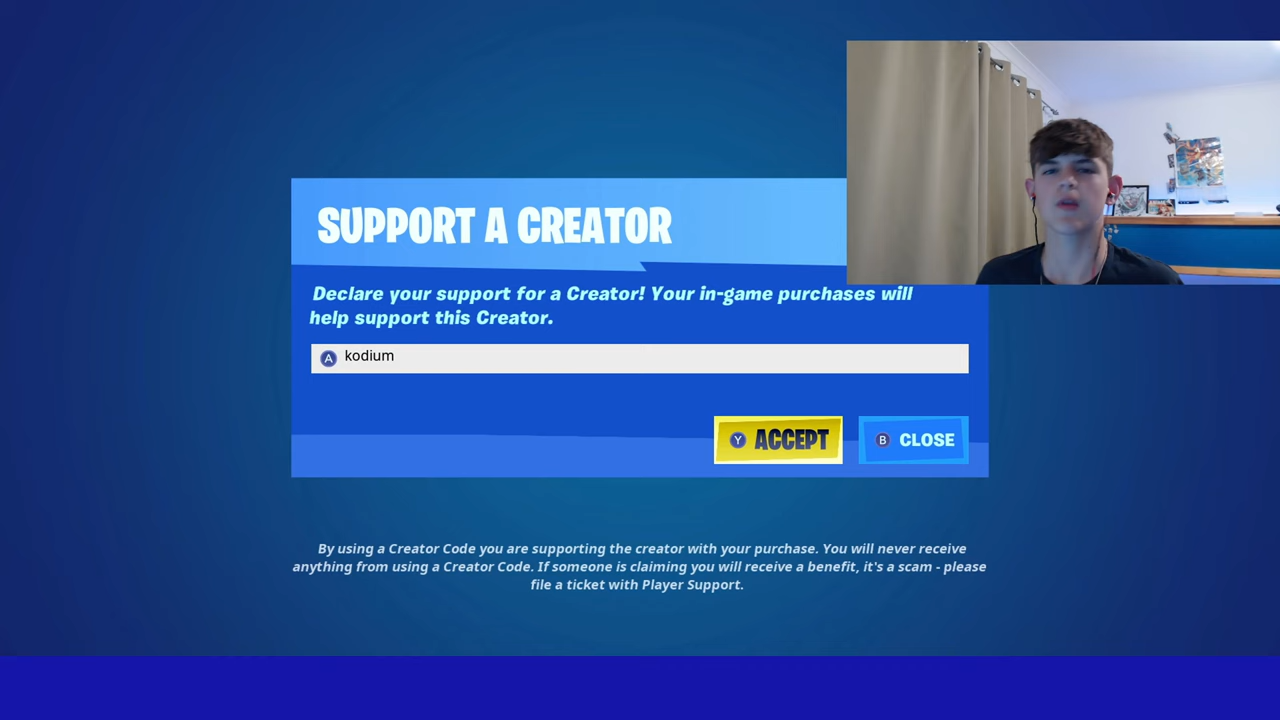 SUPPORT A CREATOR
Declare your support for a Creator! Your in-game purchases will
help support this Creator.
A kodium
Y ACCEPT
B CLOSE
By using a Creator Code you are supporting the creator with your purchase. You will never receive
anything from using a Creator Code. If someone is claiming you will receive a benefit, it's a scam - please
file a ticket with Player Support.